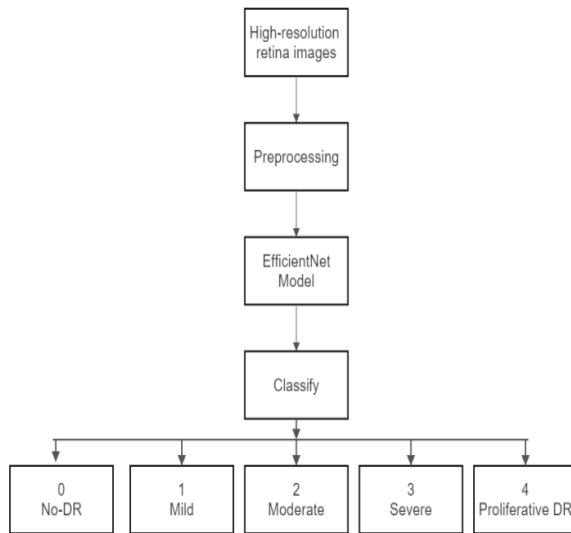 High-resolution
retina images
Preprocessing
EfficientNet
Model
Classify
0
No-DR
1
Mild
2
Moderate
3
Severe
4
Proliferative DR